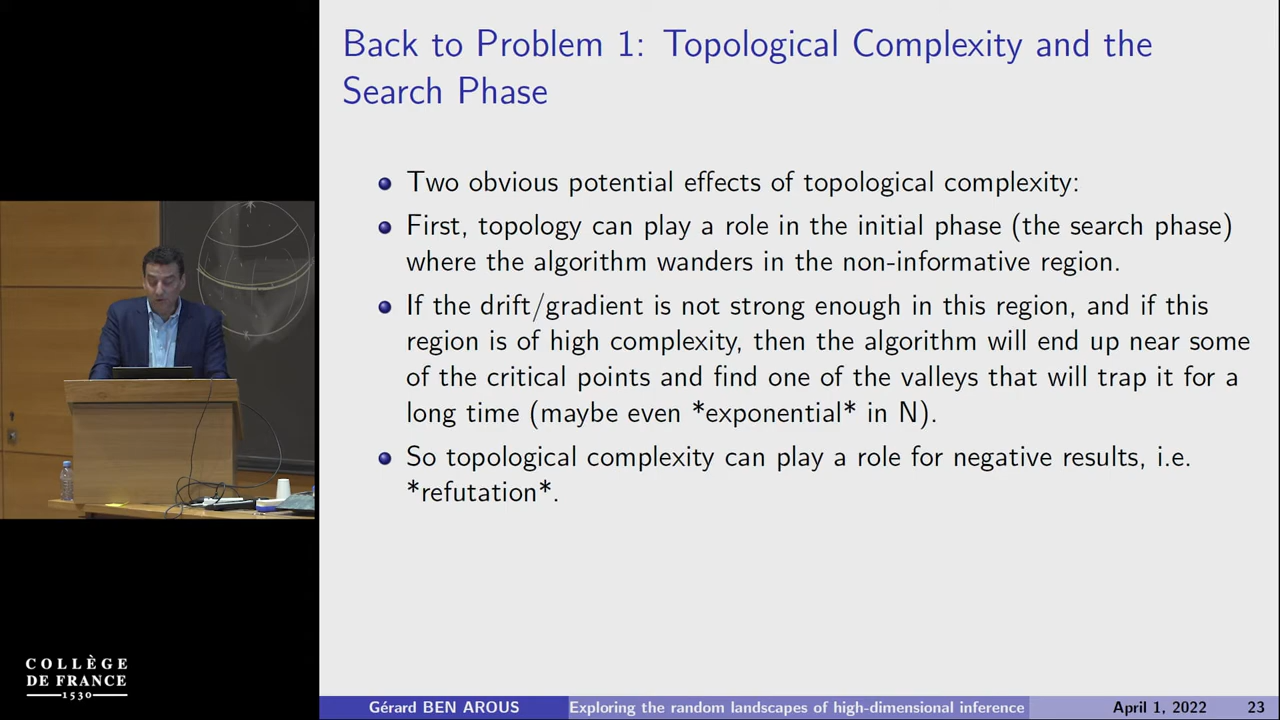 Back to Problem 1: Topological Complexity and the
Search Phase
Two obvious potential effects of topological complexity:
First, topology can play a role in the initial phase (the search phase)
where the algorithm wanders in the non-informative region.
If the drift/gradient is not strong enough in this region, and if this
region is of high complexity, then the algorithm will end up near some
of the critical points and find one of the valleys that will trap it for a
long time (maybe even *exponential* in N).
So topological complexity can play a role for negative results, i.e.
*refutation*.
COLLÈGE
DE FRANCE
1530
Gérard BEN AROUS Exploring the random landscapes of high-dimensional inference April 1, 2022 23